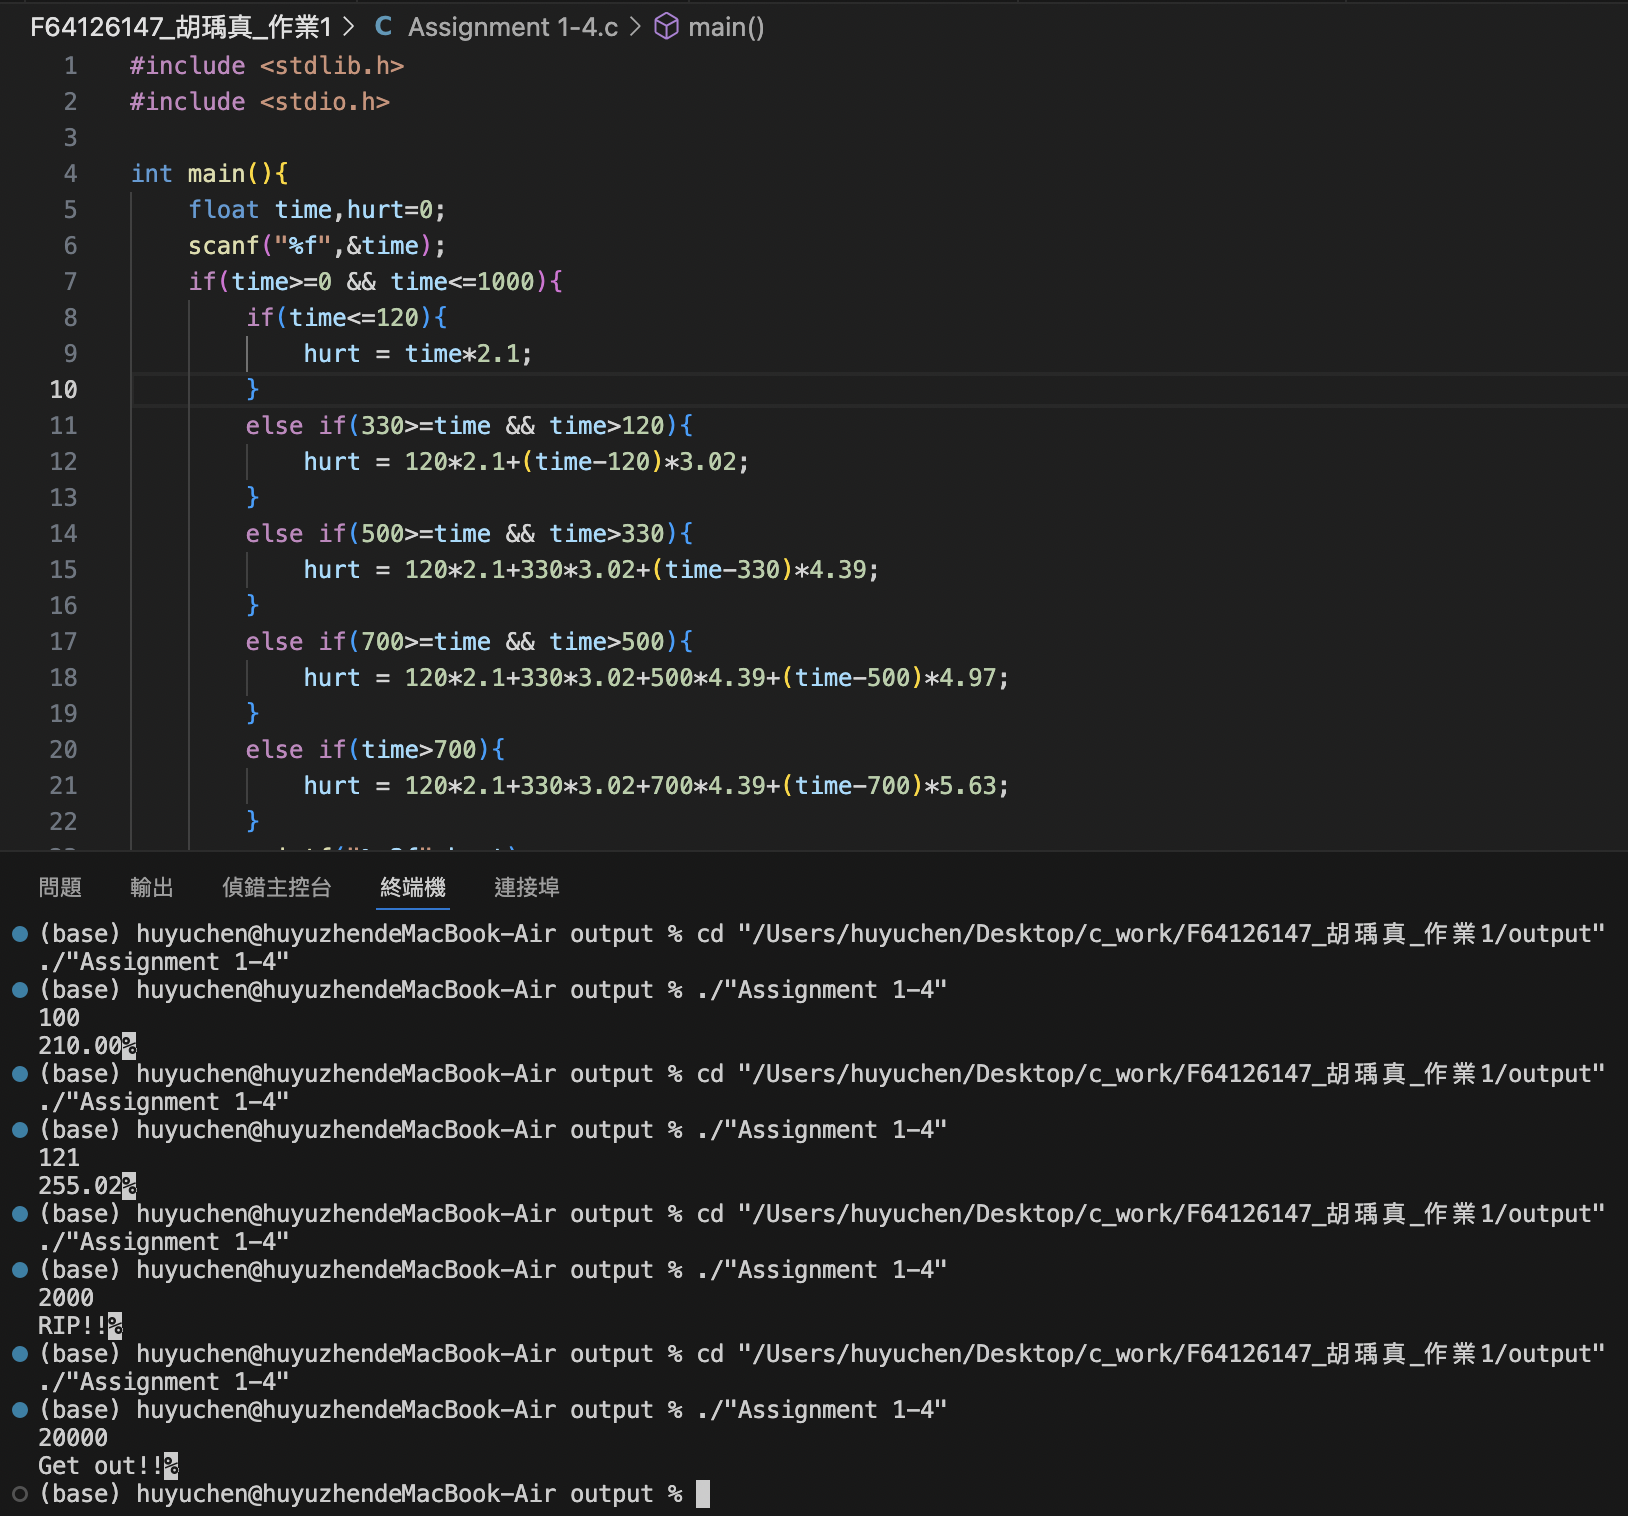 F64126147_胡瑀真_作業1 > C Assignment 1-4.c > main()
1 #include <stdlib.h>
2 #include <stdio.h>
3
4 int main(){
5 float time,hurt=0;
6 scanf("%f",&time);
7 if(time>=0 && time<=1000){
8 if(time<=120){
9 hurt = time*2.1;
10 }
11 else if(330>=time && time>120){
12 hurt = 120*2.1+(time-120)*3.02;
13 }
14 else if(500>=time && time>330){
15 hurt = 120*2.1+330*3.02+(time-330)*4.39;
16 }
17 else if(700>=time && time>500){
18 hurt = 120*2.1+330*3.02+500*4.39+(time-500)*4.97;
19 }
20 else if(time>700){
21 hurt = 120*2.1+330*3.02+700*4.39+(time-700)*5.63;
22 }
問題 輸出 偵錯主控台 終端機 連接埠
(base) huyuchen@huyuzhendeMacBook-Air output % cd "/Users/huyuchen/Desktop/c_work/F64126147_胡瑀真_作業1/output"
./"Assignment 1-4"
(base) huyuchen@huyuzhendeMacBook-Air output % ./"Assignment 1-4"
100
210.00%
(base) huyuchen@huyuzhendeMacBook-Air output % cd "/Users/huyuchen/Desktop/c_work/F64126147_胡瑀真_作業1/output"
./"Assignment 1-4"
(base) huyuchen@huyuzhendeMacBook-Air output % ./"Assignment 1-4"
121
255.02%
(base) huyuchen@huyuzhendeMacBook-Air output % cd "/Users/huyuchen/Desktop/c_work/F64126147_胡瑀真_作業1/output"
./"Assignment 1-4"
(base) huyuchen@huyuzhendeMacBook-Air output % ./"Assignment 1-4"
2000
RIP!!%
(base) huyuchen@huyuzhendeMacBook-Air output % cd "/Users/huyuchen/Desktop/c_work/F64126147_胡瑀真_作業1/output"
./"Assignment 1-4"
(base) huyuchen@huyuzhendeMacBook-Air output % ./"Assignment 1-4"
20000
Get out!!%
(base) huyuchen@huyuzhendeMacBook-Air output %